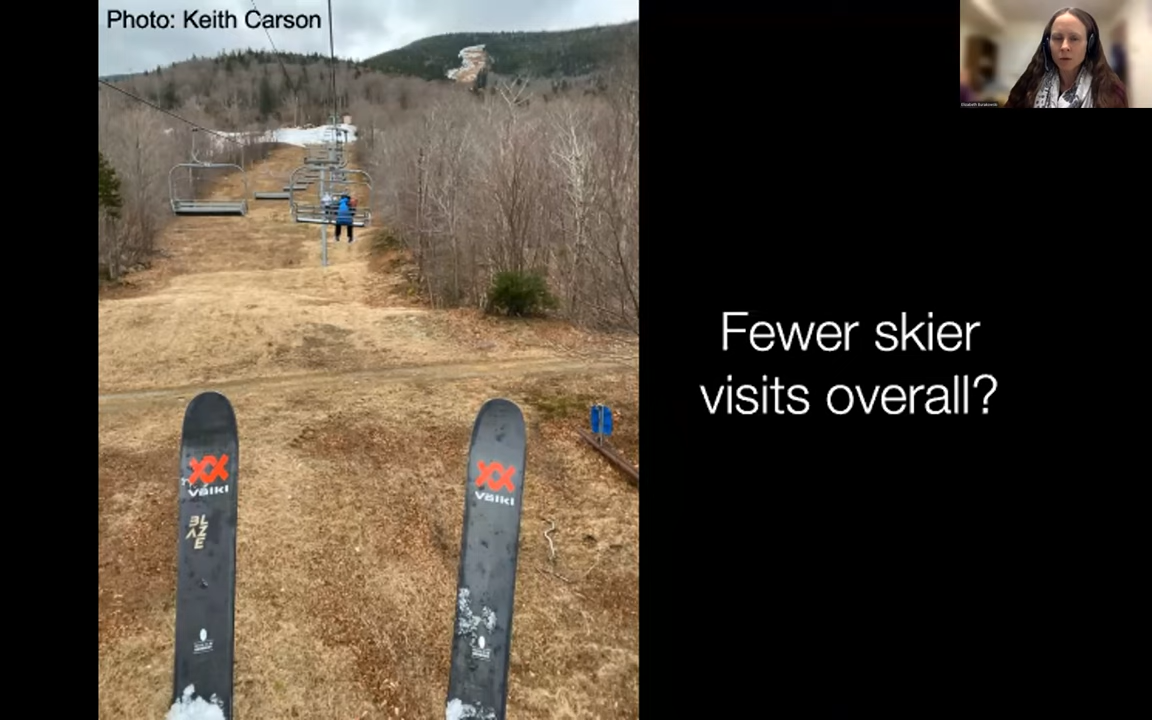 Photo: Keith Carson
Fewer skier
visits overall?
Völkl
BLAZE
Völkl